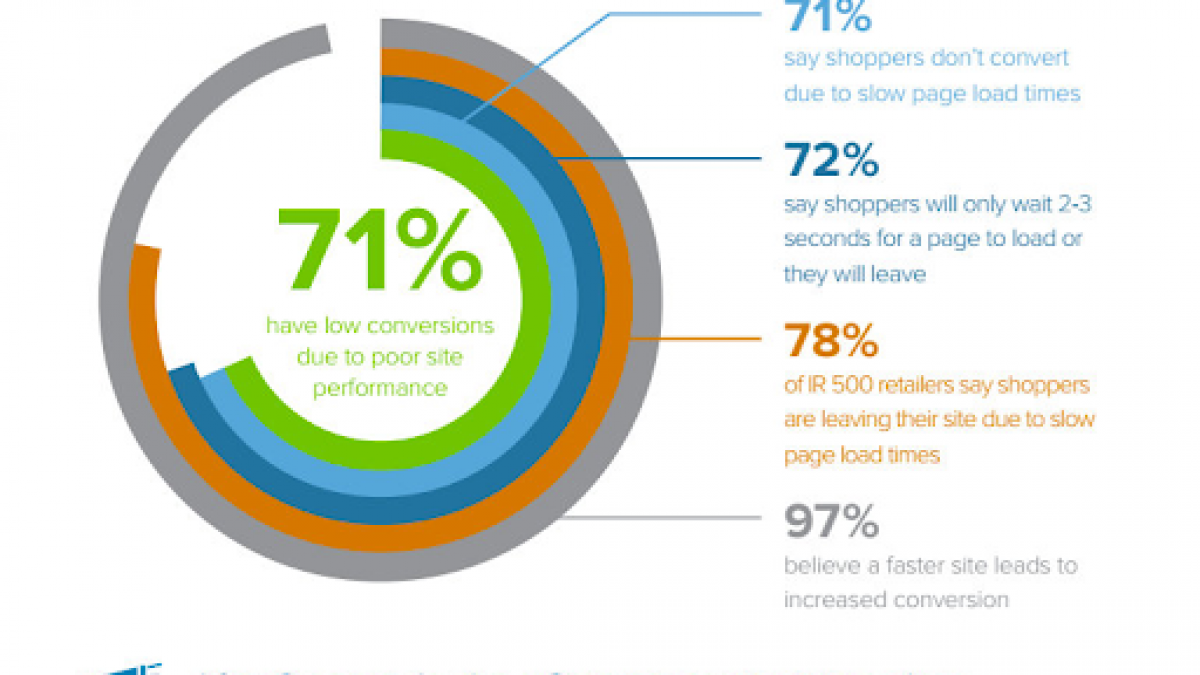 71%
have low conversions
due to poor site
performance
71%
say shoppers don't convert
due to slow page load times
72%
say shoppers will only wait 2-3
seconds for a page to load or
they will leave
78%
of IR 500 retailers say shoppers
are leaving their site due to slow
page load times
97%
believe a faster site leads to
increased conversion